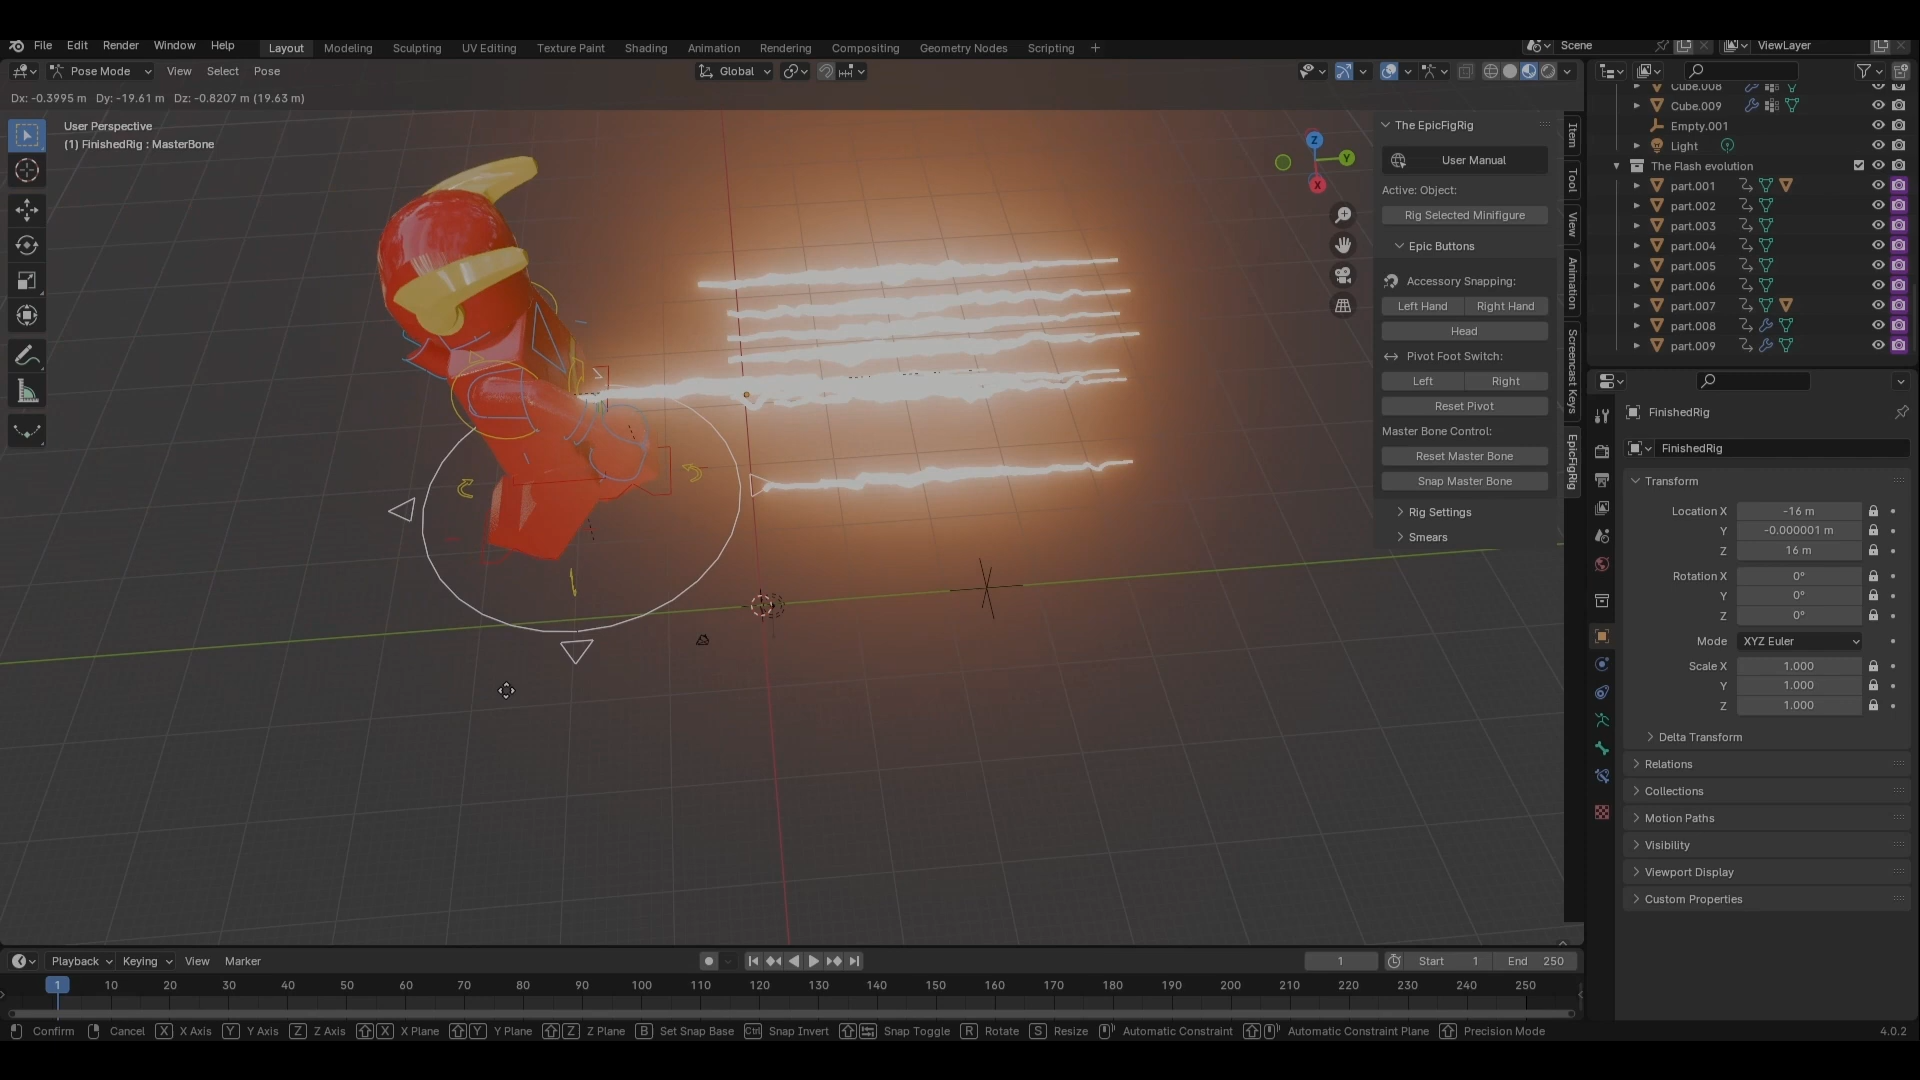 File Edit Render Window Help Layout Modeling Sculpting UV Editing Texture Paint Shading Animation Rendering Compositing Geometry Nodes Scripting + Scene ViewLayer
Pose Mode View Select Pose Global
Dx: -0.3995 m Dy: -19.61 m Dz: -0.8207 m (19.63 m)
User Perspective
(1) FinishedRig : MasterBone
Z
Y
X
The EpicFigRig
User Manual
Active: Object:
Rig Selected Minifigure
Epic Buttons
Accessory Snapping:
Left Hand Right Hand
Head
Pivot Foot Switch:
Left Right
Reset Pivot
Master Bone Control:
Reset Master Bone
Snap Master Bone
Rig Settings
Smears
Item
Tool
View
Animation
Screencast Keys
EpicFigRig
Cube.008
Cube.009
Empty.001
Light
The Flash evolution
part.001
part.002
part.003
part.004
part.005
part.006
part.007
part.008
part.009
FinishedRig
FinishedRig
Transform
Location X -16 m
Y -0.000001 m
Z 16 m
Rotation X 0°
Y 0°
Z 0°
Mode XYZ Euler
Scale X 1.000
Y 1.000
Z 1.000
Delta Transform
Relations
Collections
Motion Paths
Visibility
Viewport Display
Custom Properties
Playback Keying View Marker 1 Start 1 End 250
1 10 20 30 40 50 60 70 80 90 100 110 120 130 140 150 160 170 180 190 200 210 220 230 240 250
Confirm Cancel X X Axis Y Y Axis Z Z Axis X X Plane Y Y Plane Z Z Plane B Set Snap Base Ctrl Snap Invert Snap Toggle R Rotate S Resize Automatic Constraint Automatic Constraint Plane Precision Mode 4.0.2